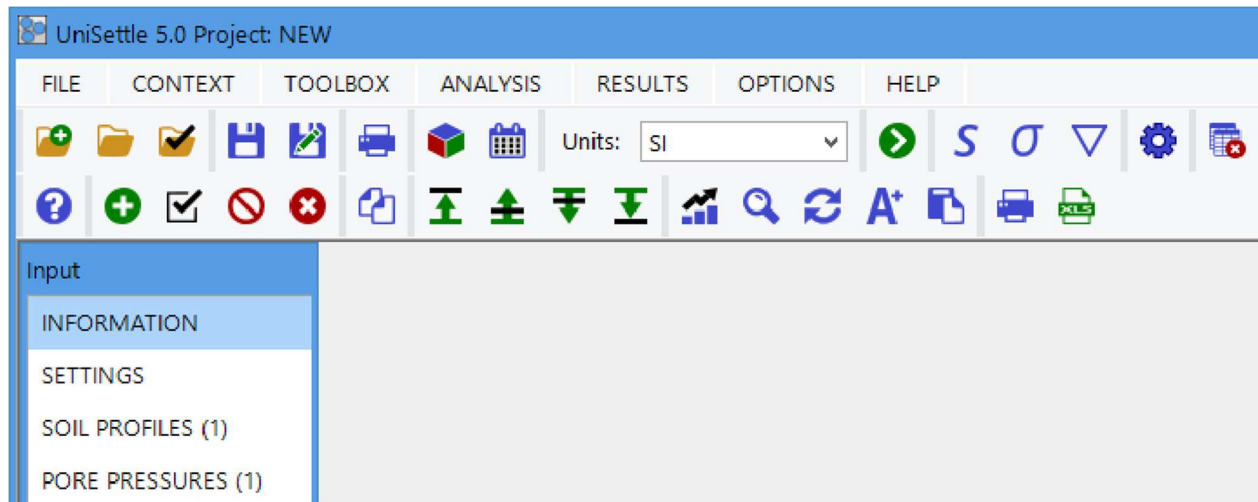 UniSettle 5.0 Project: NEW
FILE CONTEXT TOOLBOX ANALYSIS RESULTS OPTIONS HELP
Units: SI S σ
A+ XLS
Input
INFORMATION
SETTINGS
SOIL PROFILES (1)
PORE PRESSURES (1)